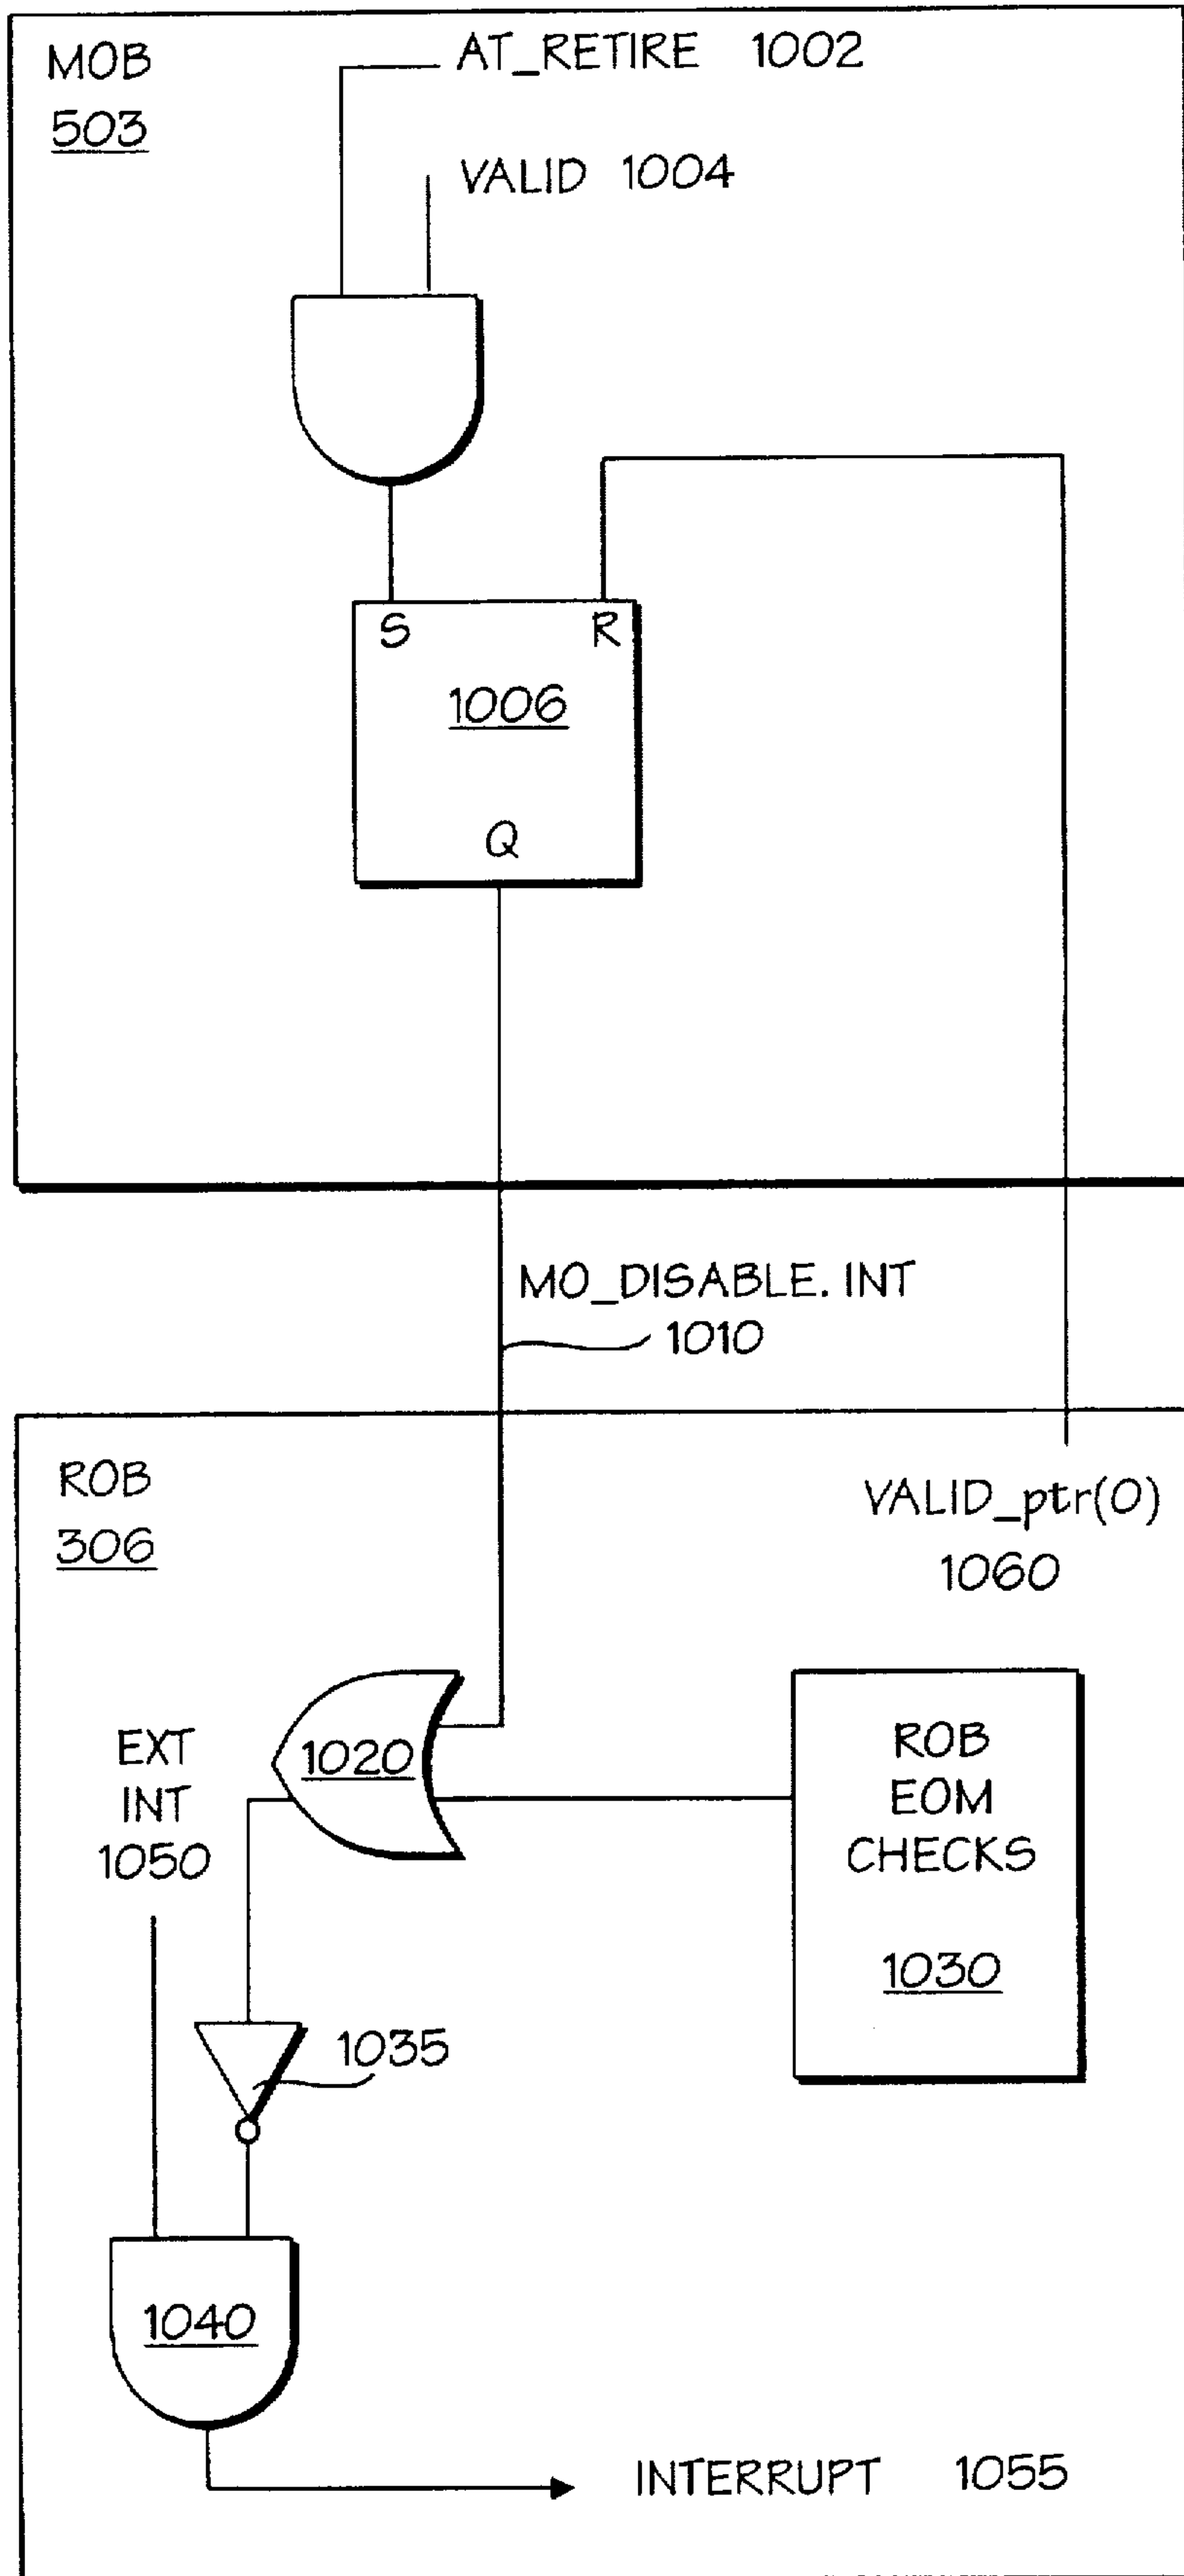 MOB
503
AT_RETIRE 1002
VALID 1004
S
R
1006
Q
MO_DISABLE. INT
1010
ROB
306
VALID_ptr(0)
1060
EXT
INT
1050
1020
ROB
EOM
CHECKS
1030
1035
1040
INTERRUPT 1055